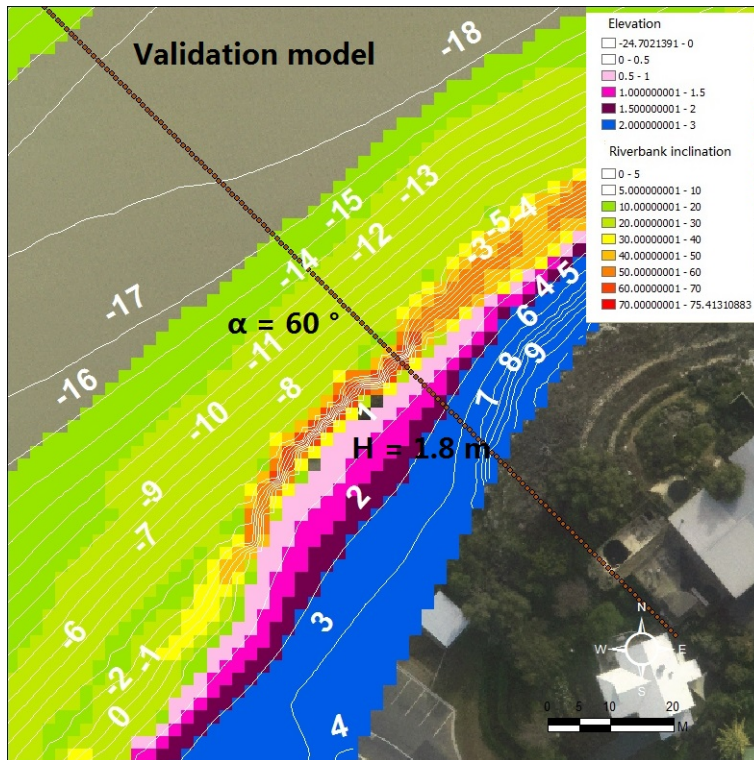 Validation model
-18
Elevation
-24.7021391 - 0
0 - 0.5
0.5 - 1
1.000000001 - 1.5
1.500000001 - 2
2.000000001 - 3
Riverbank inclination
0 - 5
5.000000001 - 10
10.00000001 - 20
20.00000001 - 30
30.00000001 - 40
40.00000001 - 50
50.00000001 - 60
60.00000001 - 70
70.00000001 - 75.41310883
-13
-15
-12
-14
-5 -4
-3
4 5
6
-17
α = 60 °
-11
8 9
-16
-8
7
-10
1
H = 1.8 m
-9
2
-7
3
-6
-1
-2
0
4
N
W E
S
0 5 10 20
M